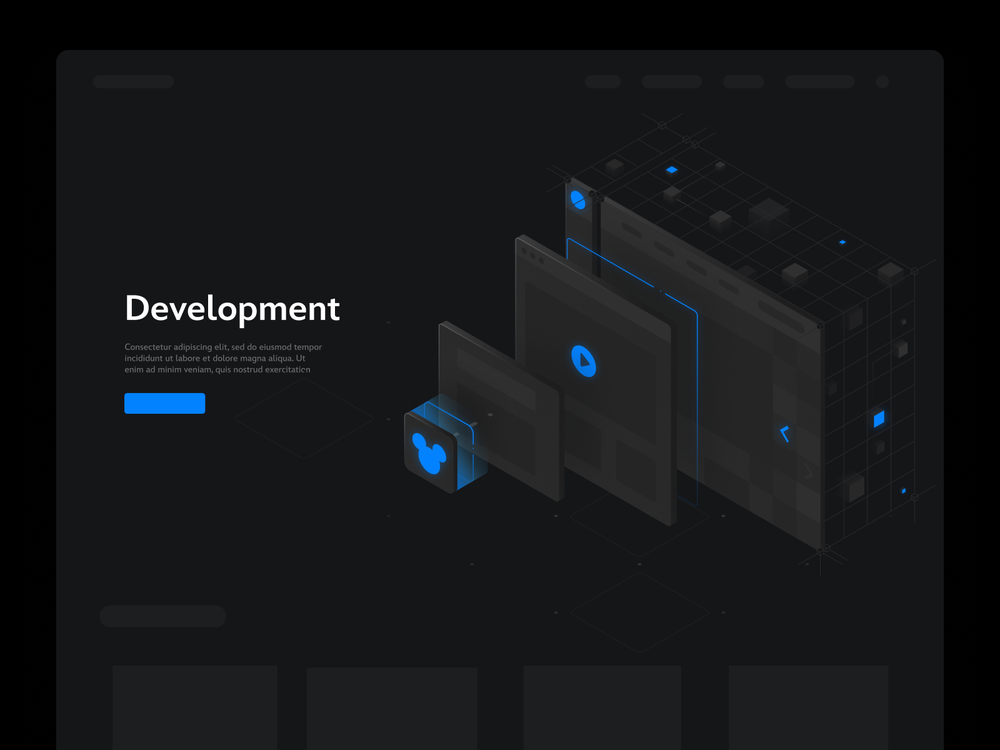 Development
Consectetur adipiscing elit, sed do eiusmod tempor
incididunt ut labore et dolore magna aliqua. Ut
enim ad minim veniam, quis nostrud exercitation